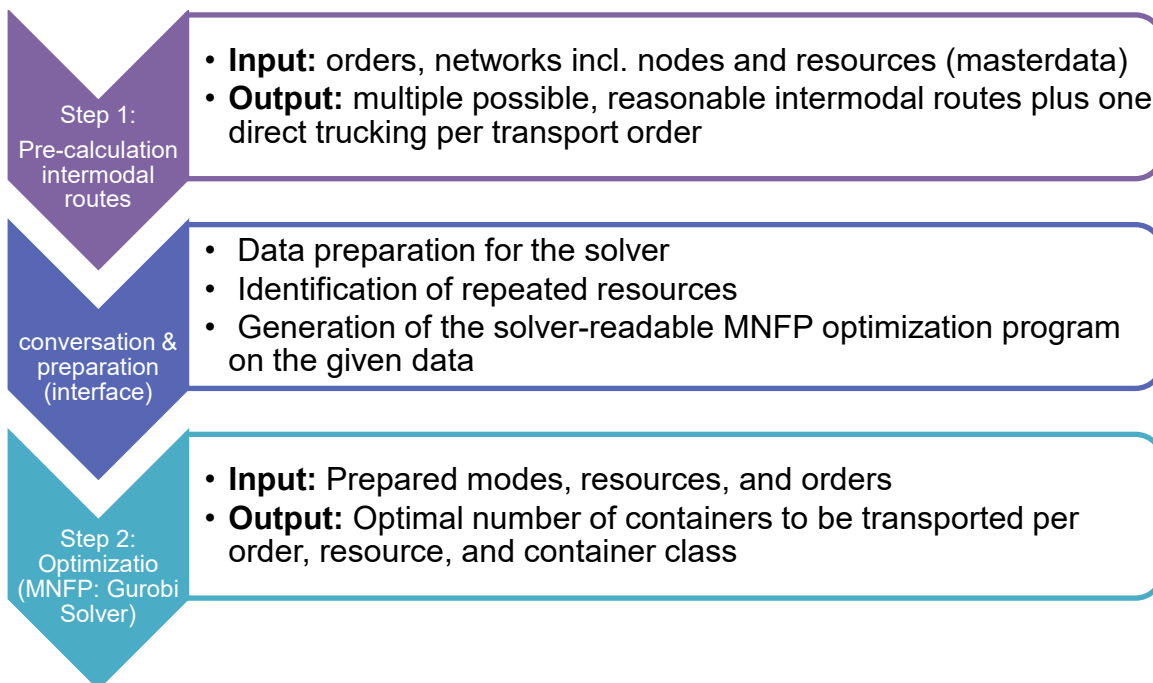 Step 1:
Pre-calculation
intermodal
routes
• Input: orders, networks incl. nodes and resources (masterdata)
• Output: multiple possible, reasonable intermodal routes plus one
direct trucking per transport order
conversation &
preparation
(interface)
• Data preparation for the solver
• Identification of repeated resources
• Generation of the solver-readable MNFP optimization program
on the given data
Step 2:
Optimizatio
(MNFP: Gurobi
Solver)
• Input: Prepared modes, resources, and orders
• Output: Optimal number of containers to be transported per
order, resource, and container class